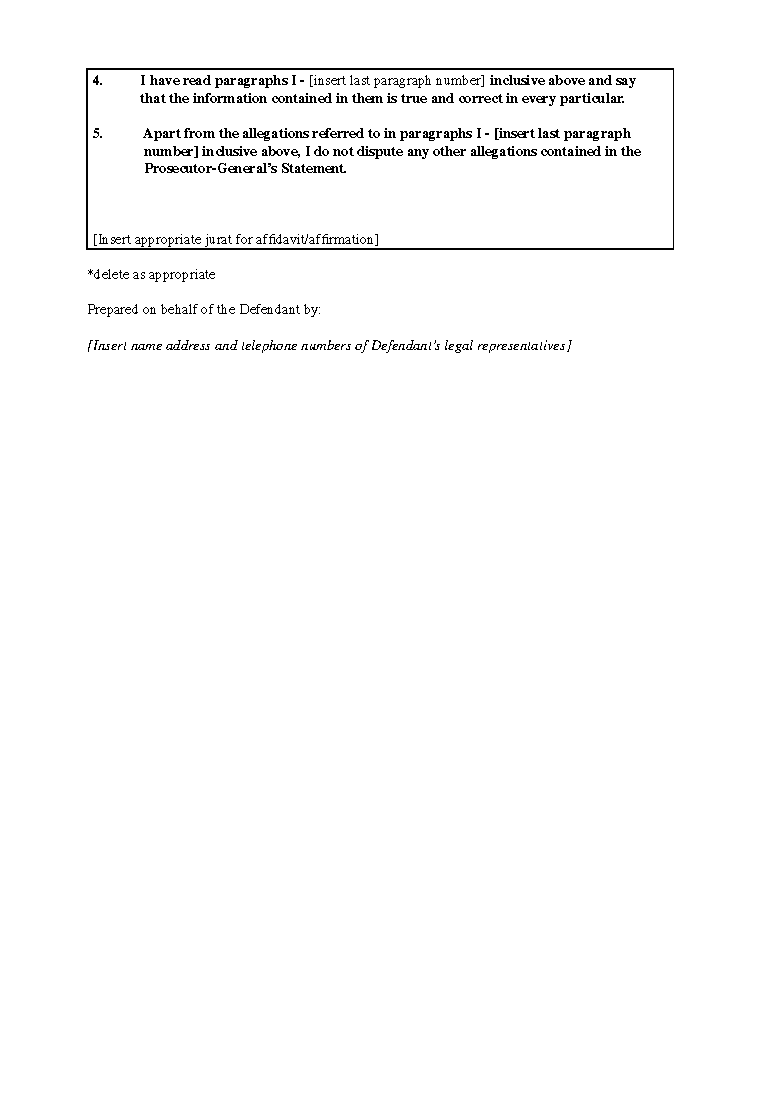 4. I have read paragraphs I - [insert last paragraph number] inclusive above and say
that the information contained in them is true and correct in every particular.
5. Apart from the allegations referred to in paragraphs I - [insert last paragraph
number] inclusive above, I do not dispute any other allegations contained in the
Prosecutor-General’s Statement.
[Insert appropriate jurat for affidavit/affirmation]
*delete as appropriate
Prepared on behalf of the Defendant by:
[Insert name address and telephone numbers of Defendant's legal representatives]